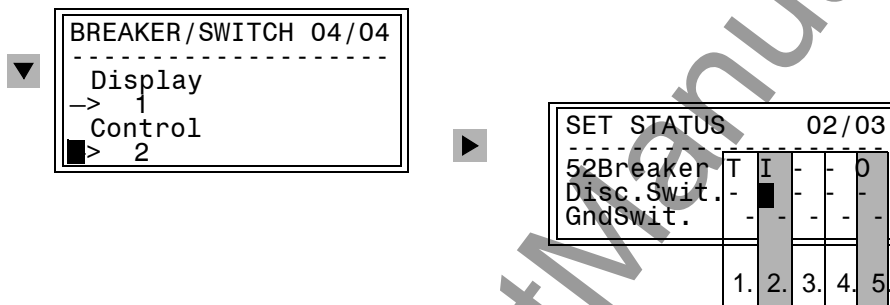 BREAKER/SWITCH 04/04
---------------------
Display
—> 1
Control
> 2
SET STATUS 02/03
---------------------
52Breaker T I - - O
Disc.Swit. - - - -
GndSwit. - - - - -
1. 2. 3. 4. 5.